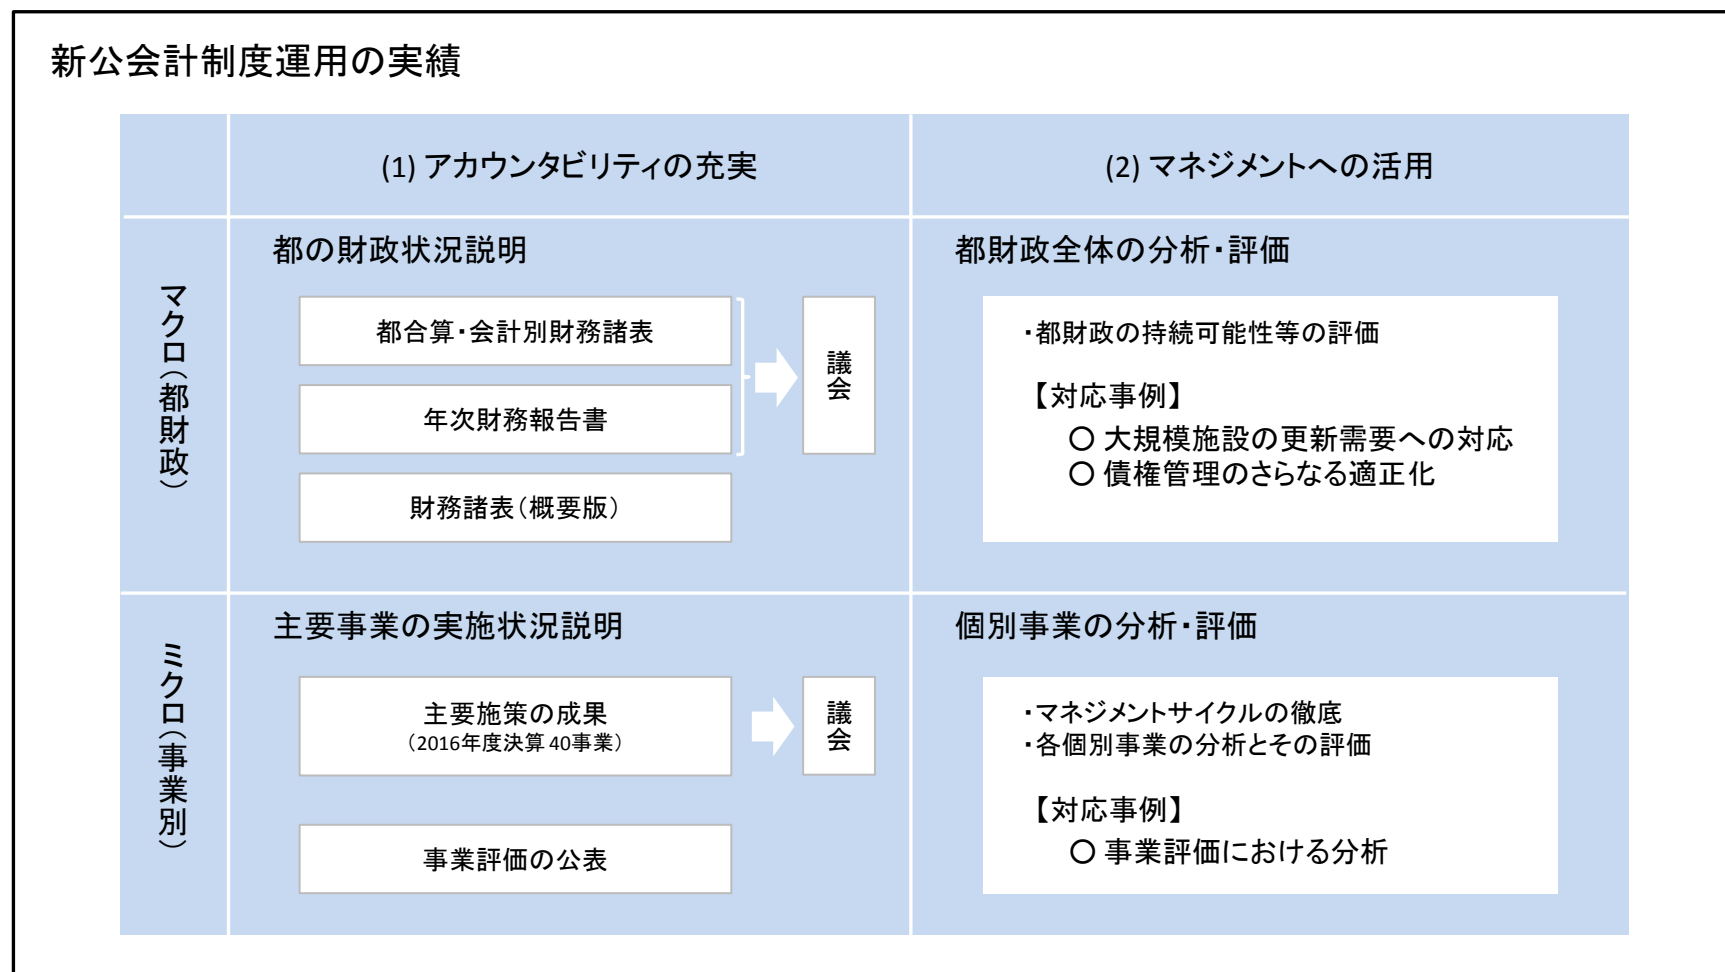 新公会計制度運用の実績
(1) アカウンタビリティの充実
(2) マネジメントへの活用
マクロ（都財政）
都の財政状況説明
都合算・会計別財務諸表
年次財務報告書
財務諸表（概要版）
議会
都財政全体の分析・評価
・都財政の持続可能性等の評価
【対応事例】
○ 大規模施設の更新需要への対応
○ 債権管理のさらなる適正化
ミクロ（事業別）
主要事業の実施状況説明
主要施策の成果
（2016年度決算 40事業）
議会
事業評価の公表
個別事業の分析・評価
・マネジメントサイクルの徹底
・各個別事業の分析とその評価
【対応事例】
○ 事業評価における分析